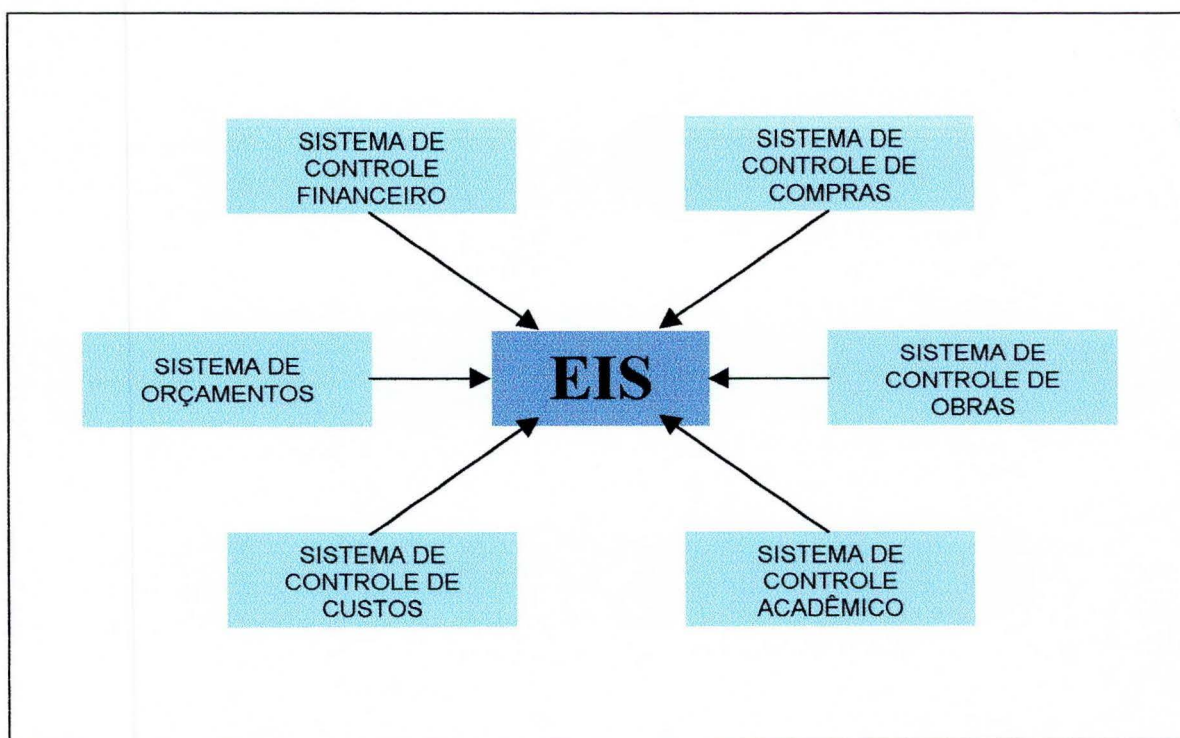 SISTEMA DE
CONTROLE
FINANCEIRO
SISTEMA DE
CONTROLE DE
COMPRAS
SISTEMA DE
ORÇAMENTOS
EIS
SISTEMA DE
CONTROLE DE
OBRAS
SISTEMA DE
CONTROLE DE
CUSTOS
SISTEMA DE
CONTROLE
ACADÊMICO